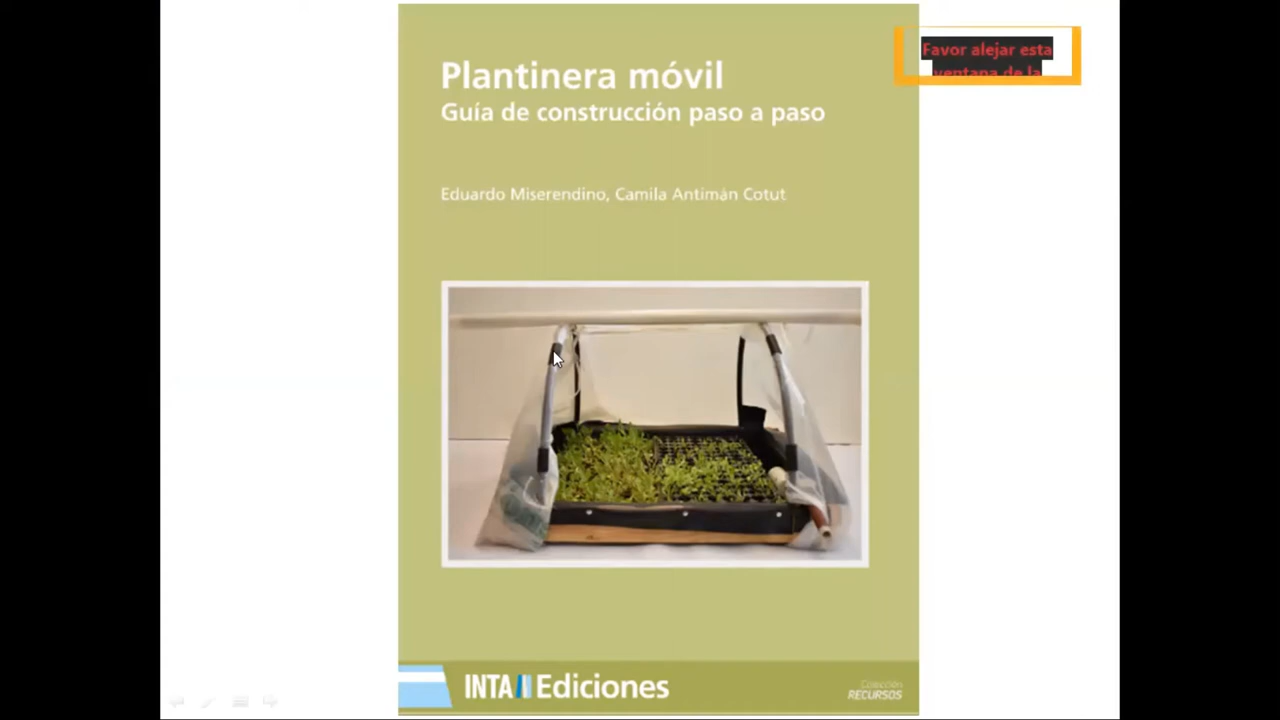 Plantinera móvil
Guía de construcción paso a paso
Eduardo Miserendino, Camila Antimán Cotut
INTA Ediciones
Colección
RECURSOS
Favor alejar esta
ventana de la